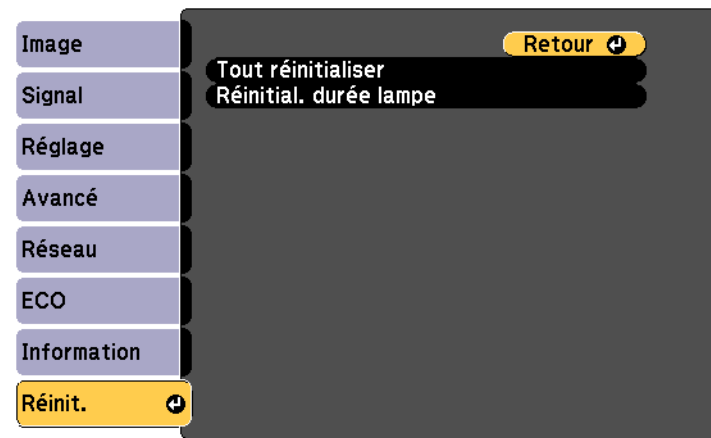 Image
Signal
Réglage
Avancé
Réseau
ECO
Information
Réinit.
Retour
Tout réinitialiser
Réinitial. durée lampe